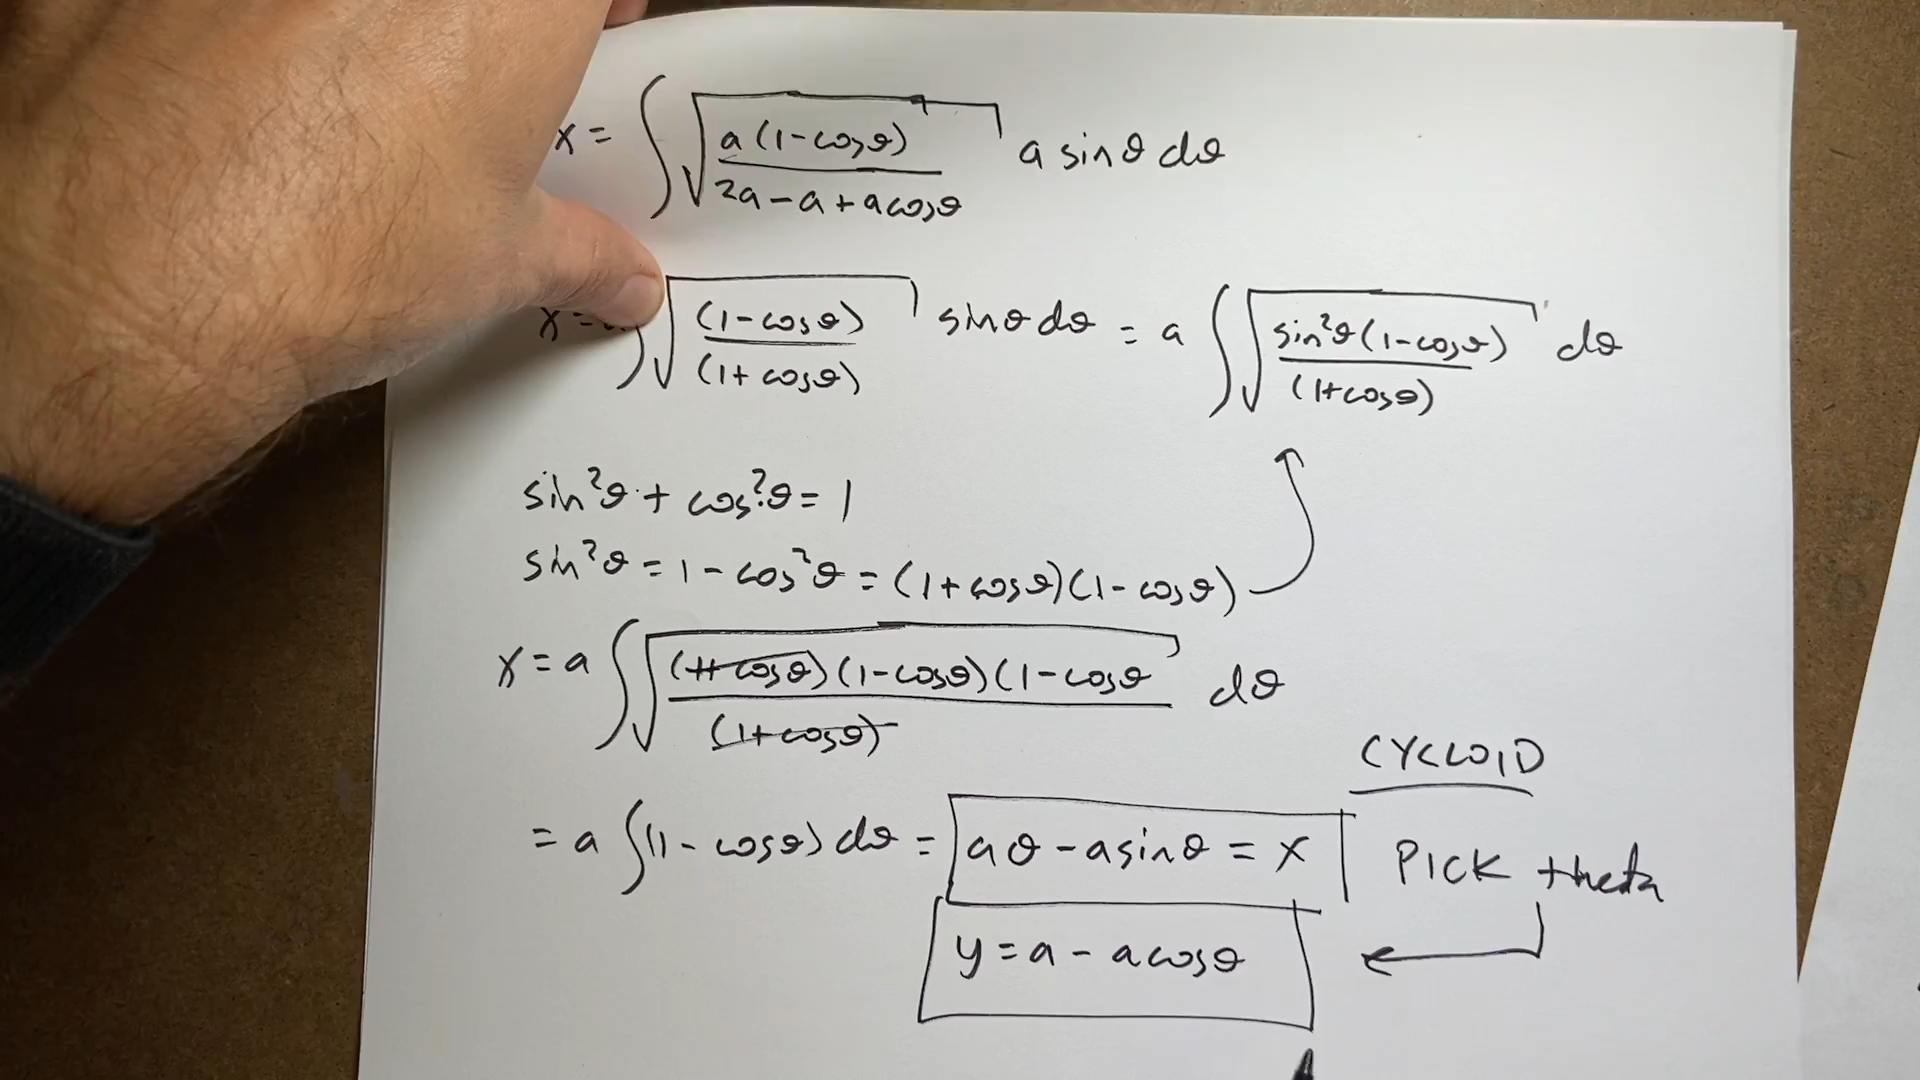 x = ∫ √(a(1-cosθ) / 2a-a+acosθ) a sinθ dθ
x = ∫ √((1-cosθ) / (1+cosθ)) sinθ dθ = a ∫ √(sin²θ(1-cosθ) / (1+cosθ)) dθ
sin²θ + cos²θ = 1
sin²θ = 1 - cos²θ = (1+cosθ)(1-cosθ)
x = a ∫ √((1+cosθ)(1-cosθ)(1-cosθ / (1+cosθ)) dθ
CYCLOID
= a ∫(1-cosθ) dθ = aθ - a sinθ = x
PICK theta
y = a - a cosθ